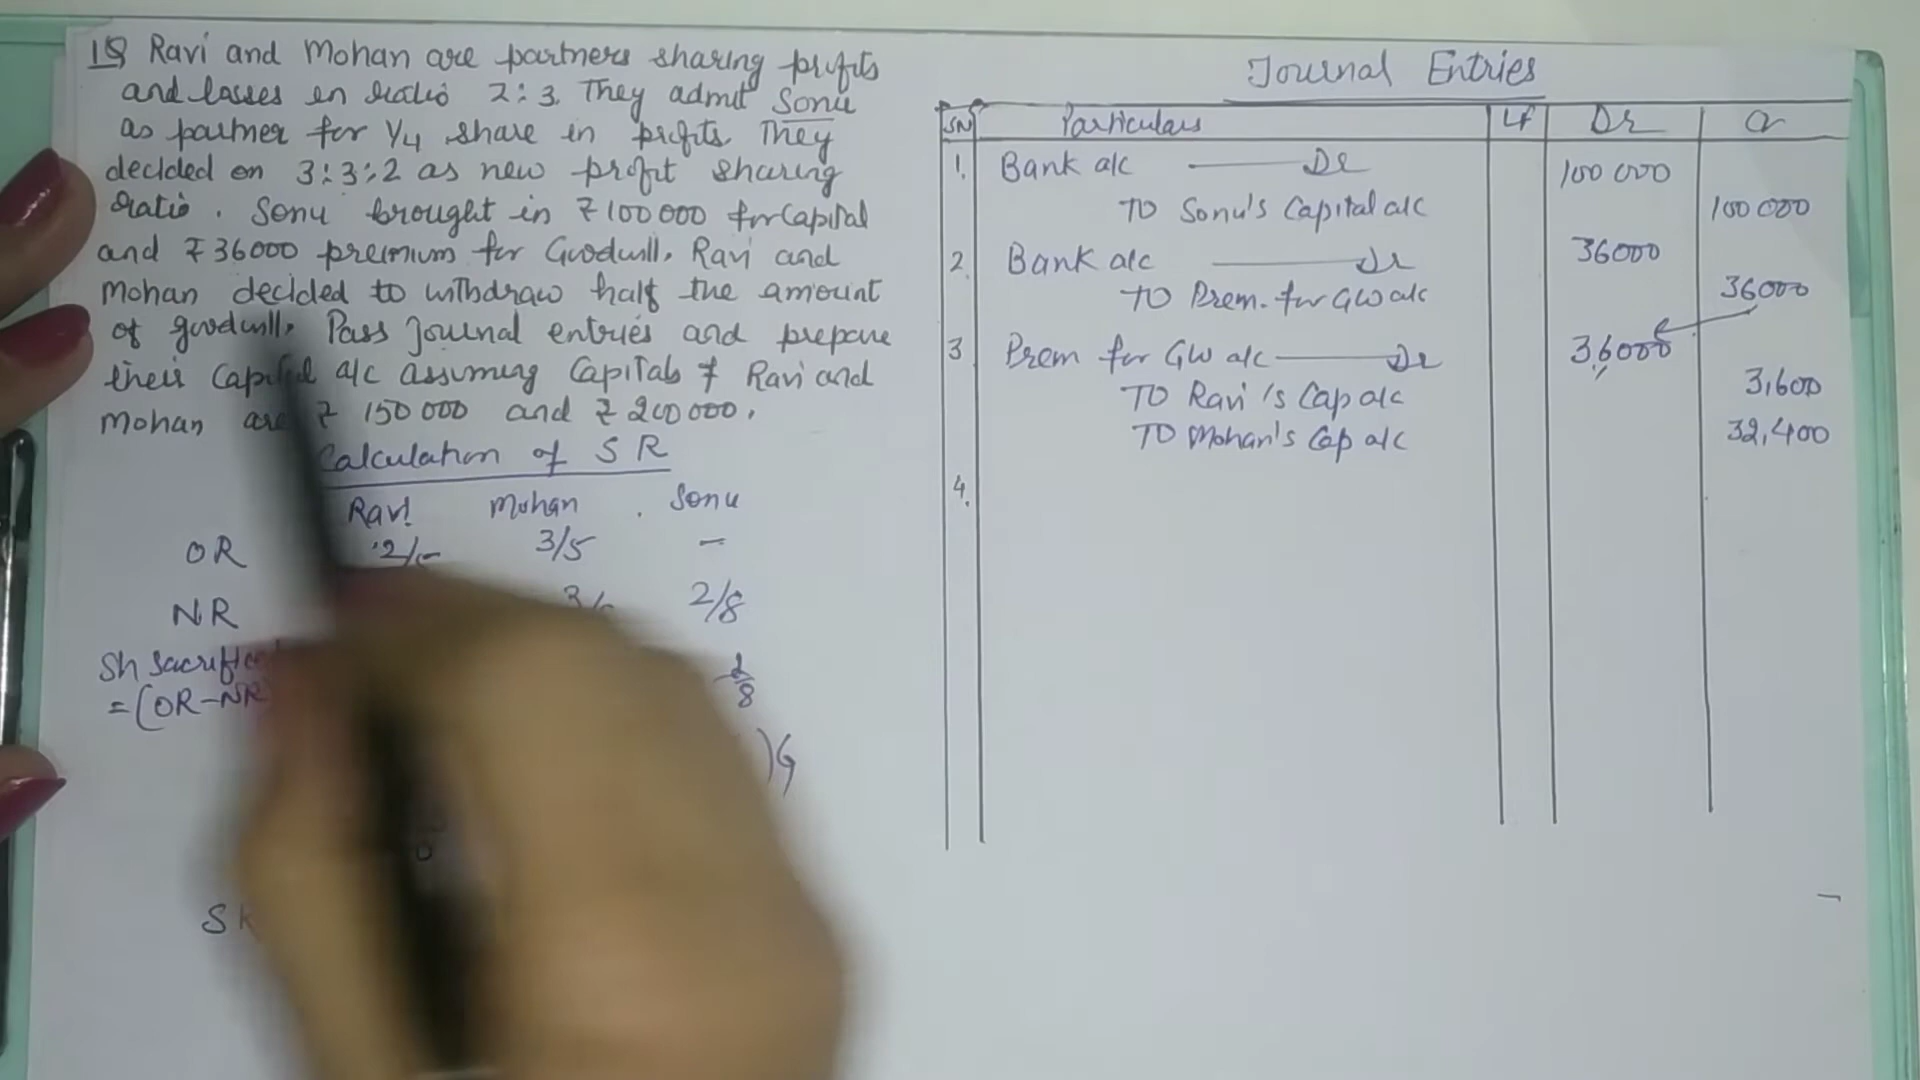 1Q Ravi and Mohan are partners sharing profits
and losses in ratio 2:3. They admit Sonu
as partner for 1/4 share in profits They
decided on 3:3:2 as new profit sharing
ratio. Sonu brought in ₹100000 for Capital
and ₹36000 premium for Goodwill. Ravi and
Mohan decided to withdraw half the amount
of goodwill. Pass Journal entries and prepare
their Capital a/c assuming Capitals of Ravi and
Mohan are ₹ 150000 and ₹ 200000.
Calculation of SR
Ravi Mohan Sonu
OR 2/5 3/5 –
NR 2/8
Sh sacrificed 2/8
= (OR–NR
)G
S
Journal Entries
SN Particulars LF Dr Cr
1. Bank a/c ——— Dr 100000
TO Sonu's Capital a/c 100000
2. Bank a/c ——— Dr 36000
TO Prem. for GW a/c 36000
3 Prem for GW a/c ——— Dr 36000
TO Ravi's Cap a/c 3,600
TO Mohan's Cap a/c 32,400
4.